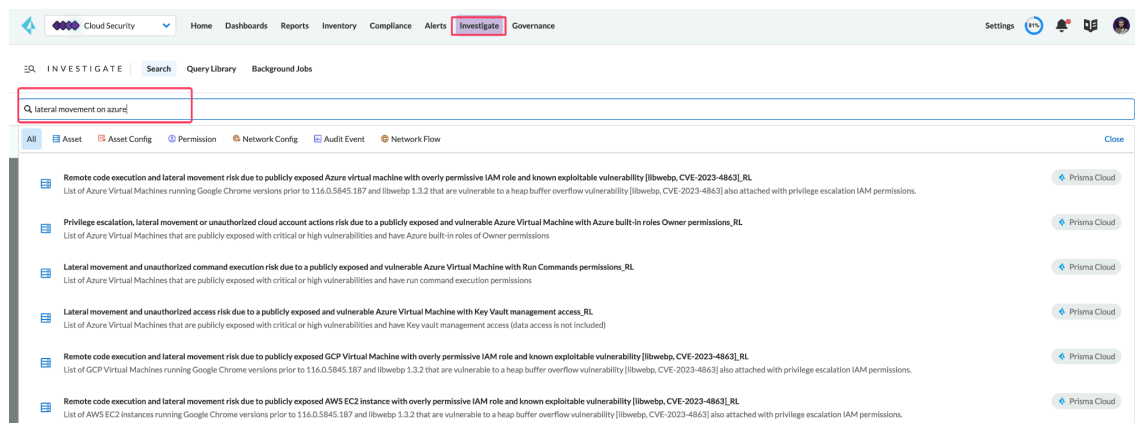 Cloud Security
Home Dashboards Reports Inventory Compliance Alerts Investigate Governance
Settings 81%
INVESTIGATE Search Query Library Background Jobs
lateral movement on azure
All Asset Asset Config Permission Network Config Audit Event Network Flow Close
Remote code execution and lateral movement risk due to publicly exposed Azure virtual machine with overly permissive IAM role and known exploitable vulnerability [libwebp, CVE-2023-4863]_RL
Prisma Cloud
List of Azure Virtual Machines running Google Chrome versions prior to 116.0.5845.187 and libwebp 1.3.2 that are vulnerable to a heap buffer overflow vulnerability [libwebp, CVE-2023-4863] also attached with privilege escalation IAM permissions.
Privilege escalation, lateral movement or unauthorized cloud account actions risk due to a publicly exposed and vulnerable Azure Virtual Machine with Azure built-in roles Owner permissions_RL
Prisma Cloud
List of Azure Virtual Machines that are publicly exposed with critical or high vulnerabilities and have Azure built-in roles of Owner permissions
Lateral movement and unauthorized command execution risk due to a publicly exposed and vulnerable Azure Virtual Machine with Run Commands permissions_RL
Prisma Cloud
List of Azure Virtual Machines that are publicly exposed with critical or high vulnerabilities and have run command execution permissions
Lateral movement and unauthorized access risk due to a publicly exposed and vulnerable Azure Virtual Machine with Key Vault management access_RL
Prisma Cloud
List of Azure Virtual Machines that are publicly exposed with critical or high vulnerabilities and have Key vault management access (data access is not included)
Remote code execution and lateral movement risk due to publicly exposed GCP Virtual Machine with overly permissive IAM role and known exploitable vulnerability [libwebp, CVE-2023-4863]_RL
Prisma Cloud
List of GCP Virtual Machines running Google Chrome versions prior to 116.0.5845.187 and libwebp 1.3.2 that are vulnerable to a heap buffer overflow vulnerability [libwebp, CVE-2023-4863] also attached with privilege escalation IAM permissions.
Remote code execution and lateral movement risk due to publicly exposed AWS EC2 instance with overly permissive IAM role and known exploitable vulnerability [libwebp, CVE-2023-4863]_RL
Prisma Cloud
List of AWS EC2 instances running Google Chrome versions prior to 116.0.5845.187 and libwebp 1.3.2 that are vulnerable to a heap buffer overflow vulnerability [libwebp, CVE-2023-4863] also attached with privilege escalation IAM permissions.